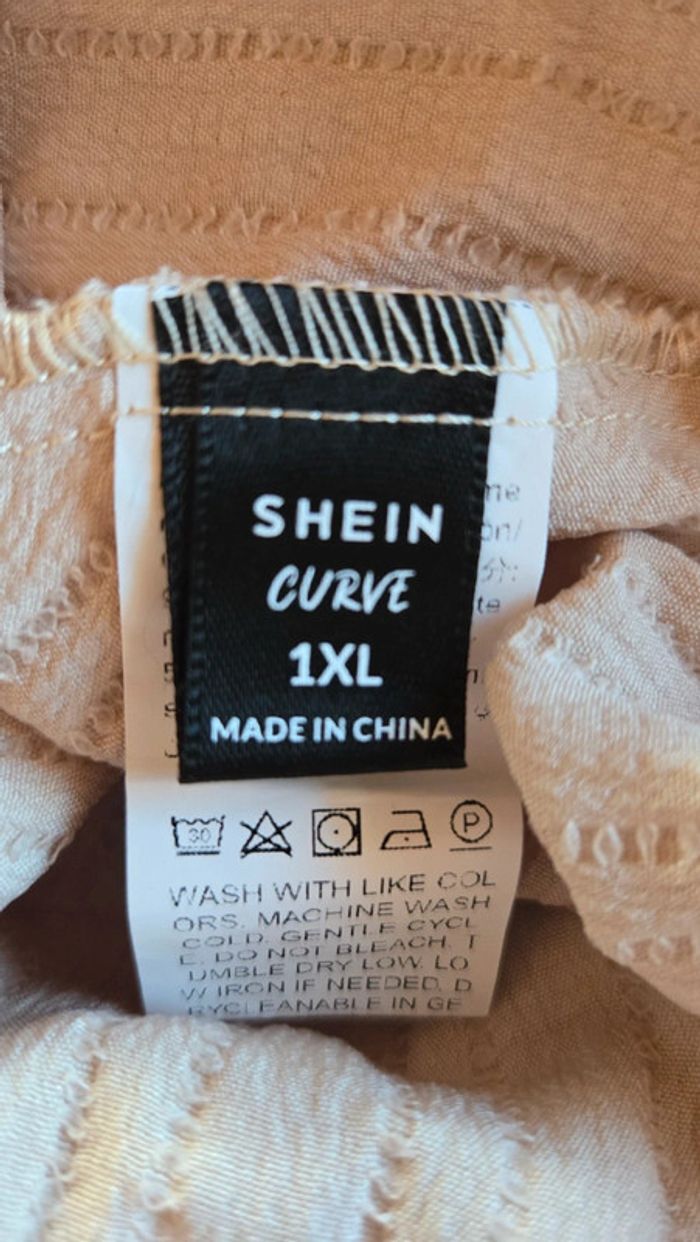 SHEIN
CURVE
1XL
MADE IN CHINA
30
P
WASH WITH LIKE COL
ORS. MACHINE WASH
COLD. GENTLE CYCL
E. DO NOT BLEACH. T
UMBLE DRY LOW. LO
W IRON IF NEEDED. D
RYCLEANABLE IN GE